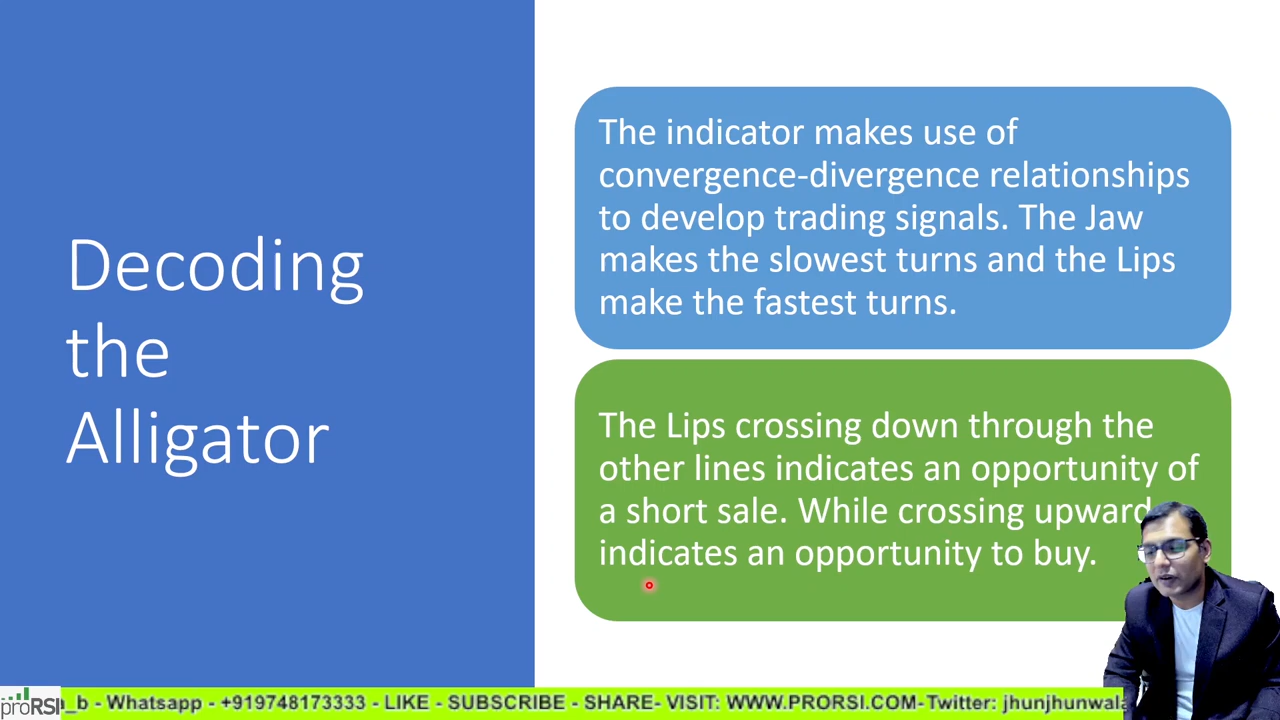 Decoding
the
Alligator
The indicator makes use of
convergence-divergence relationships
to develop trading signals. The Jaw
makes the slowest turns and the Lips
make the fastest turns.
The Lips crossing down through the
other lines indicates an opportunity of
a short sale. While crossing upward
indicates an opportunity to buy.
proRSI
_b - Whatsapp - +919748173333 - LIKE - SUBSCRIBE - SHARE- VISIT: WWW.PRORSI.COM- Twitter: jhunjhunwala